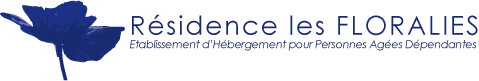 Résidence les FLORALIES
Etablissement d'Hébergement pour Personnes Agées Dépendantes